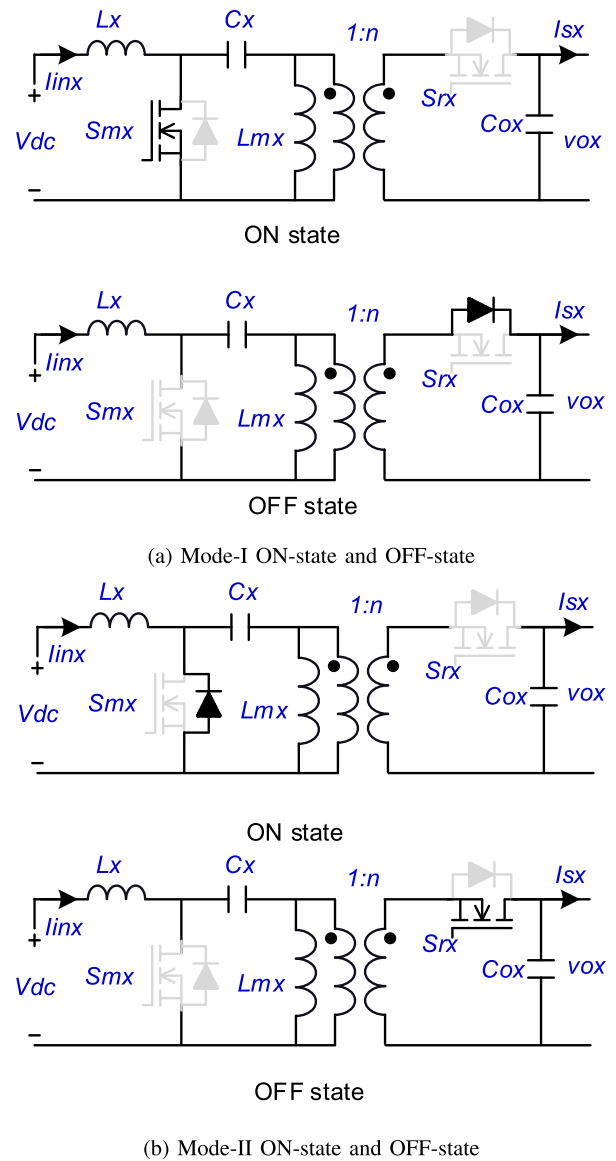 Lx Cx 1:n Isx
Iinx Srx
+
Vdc Smx Lmx Cox vox
−
ON state
Lx Cx 1:n Isx
Iinx Srx
+
Vdc Smx Lmx Cox vox
−
OFF state
(a) Mode-I ON-state and OFF-state
Lx Cx 1:n Isx
Iinx Srx
+
Vdc Smx Lmx Cox vox
−
ON state
Lx Cx 1:n Isx
Iinx Srx
+
Vdc Smx Lmx Cox vox
−
OFF state
(b) Mode-II ON-state and OFF-state